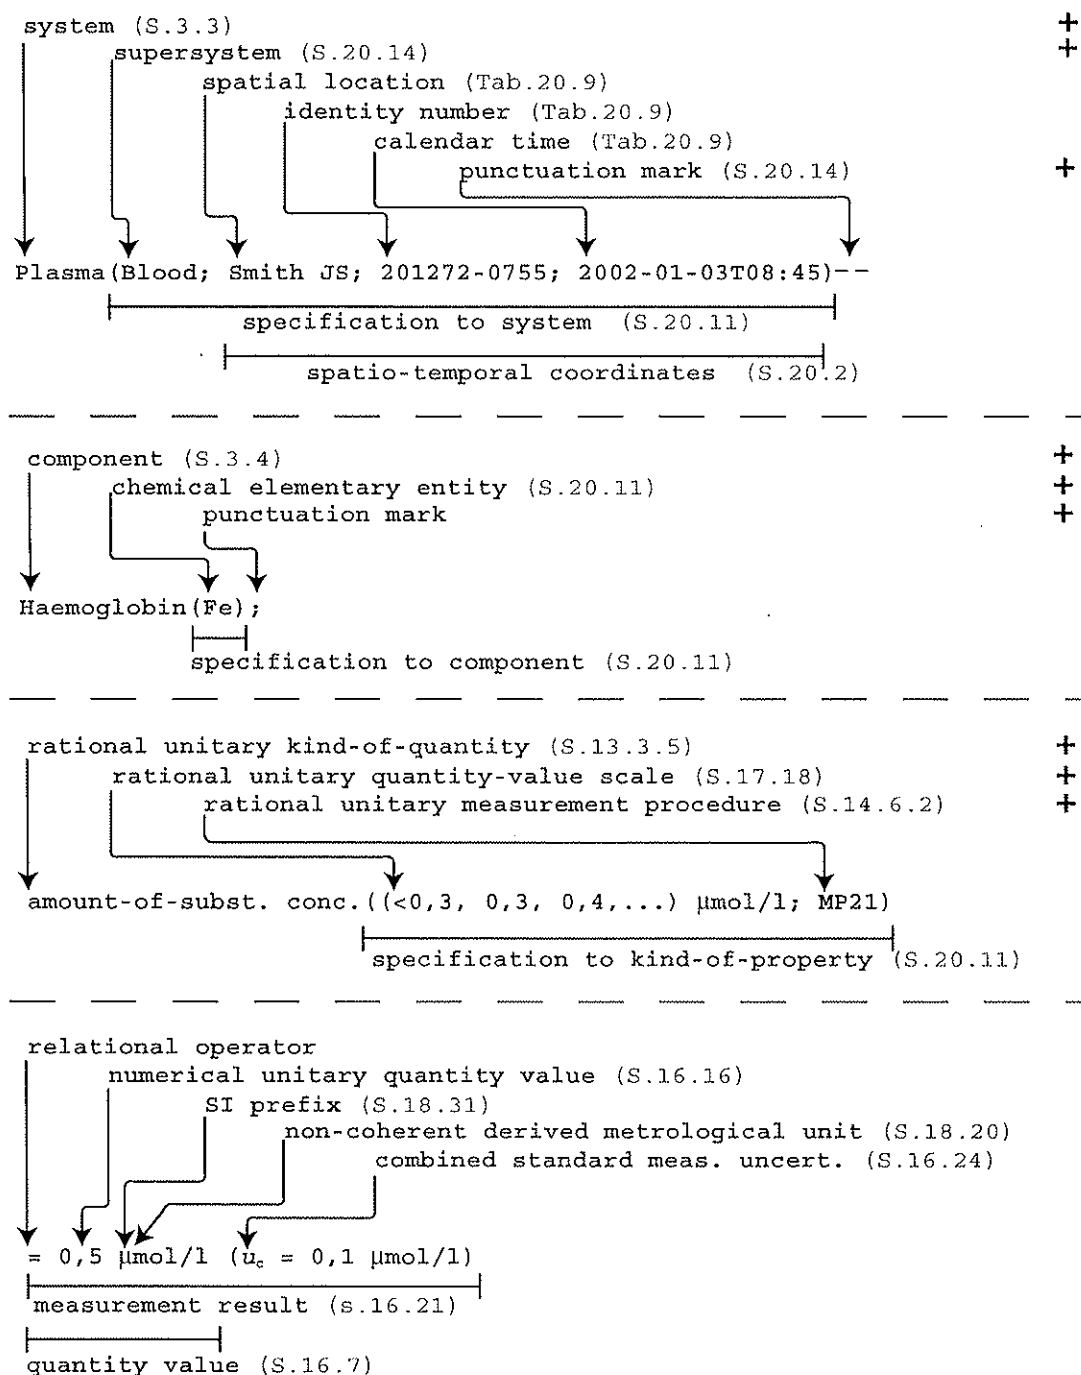 system (S.3.3) +
supersystem (S.20.14) +
spatial location (Tab.20.9)
identity number (Tab.20.9)
calendar time (Tab.20.9)
punctuation mark (S.20.14) +
Plasma(Blood; Smith JS; 201272-0755; 2002-01-03T08:45)--
specification to system (S.20.11)
spatio-temporal coordinates (S.20.2)
component (S.3.4) +
chemical elementary entity (S.20.11) +
punctuation mark +
Haemoglobin(Fe);
specification to component (S.20.11)
rational unitary kind-of-quantity (S.13.3.5) +
rational unitary quantity-value scale (S.17.18) +
rational unitary measurement procedure (S.14.6.2) +
amount-of-subst. conc.((<0,3, 0,3, 0,4,...) µmol/l; MP21)
specification to kind-of-property (S.20.11)
relational operator
numerical unitary quantity value (S.16.16)
SI prefix (S.18.31)
non-coherent derived metrological unit (S.18.20)
combined standard meas. uncert. (S.16.24)
= 0,5 µmol/l (u_c = 0,1 µmol/l)
measurement result (s.16.21)
quantity value (S.16.7)